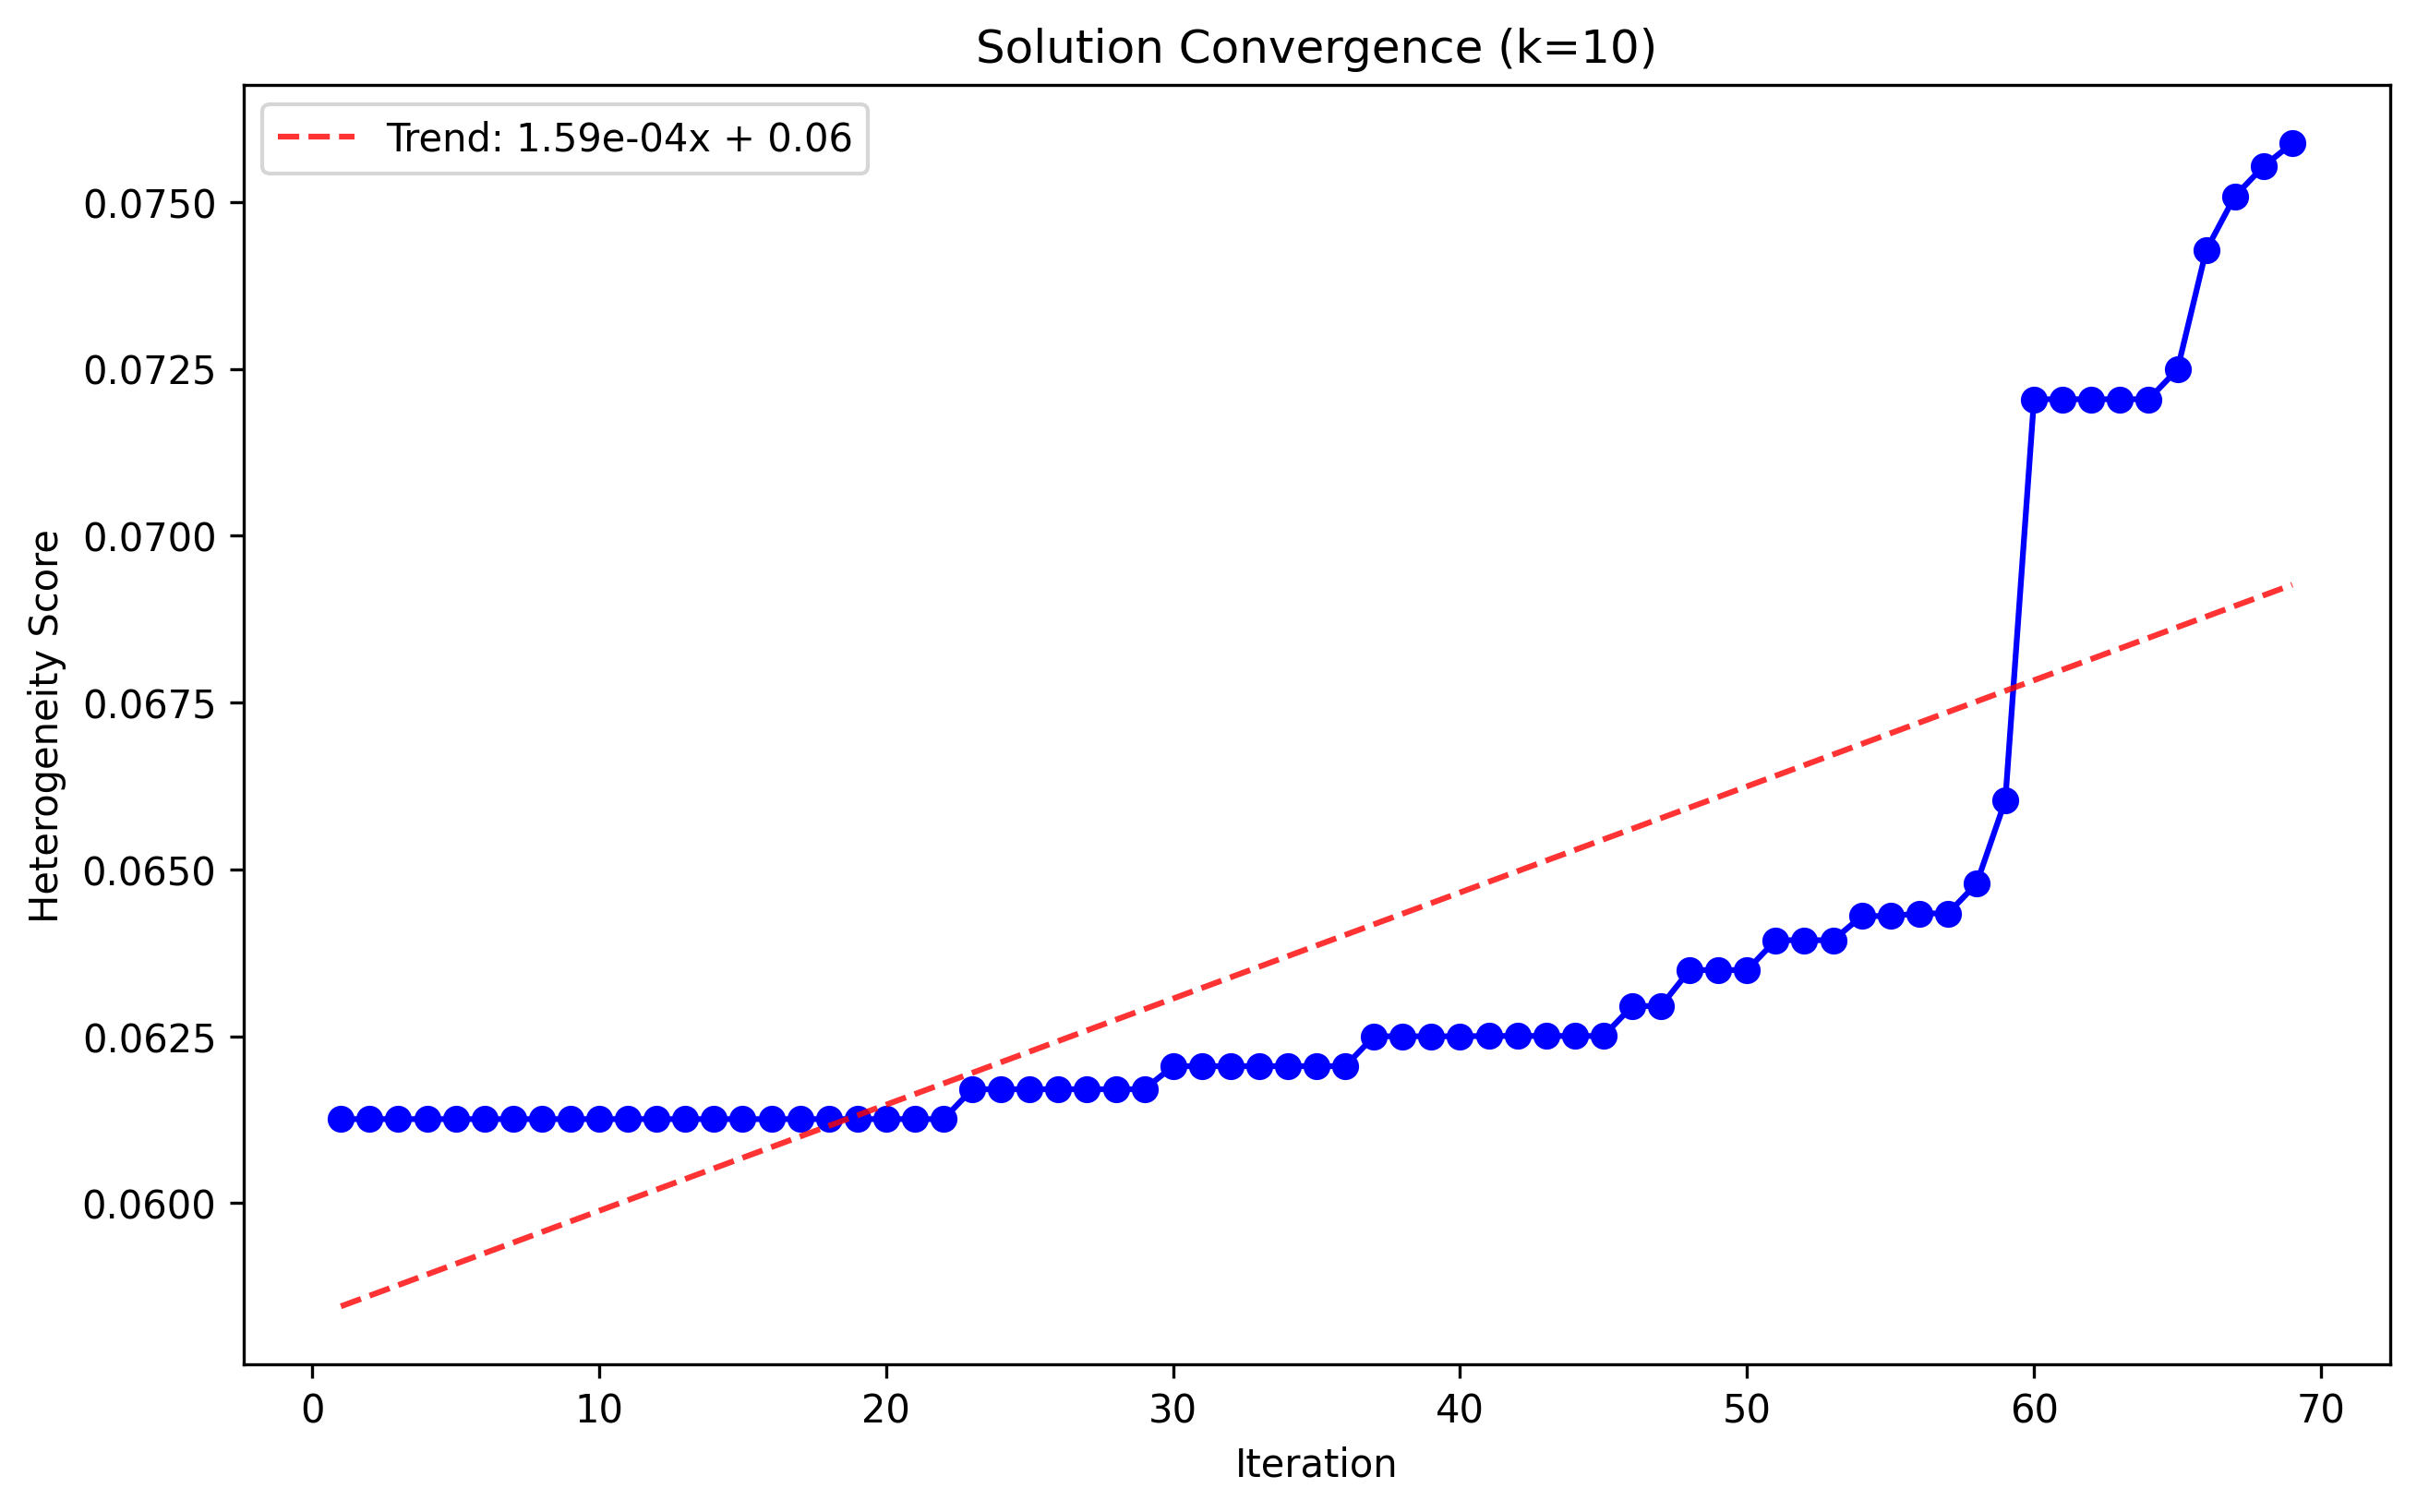 Solution Convergence (k=10)
Trend: 1.59e-04x + 0.06
Heterogeneity Score
0.0750
0.0725
0.0700
0.0675
0.0650
0.0625
0.0600
0 10 20 30 40 50 60 70
Iteration